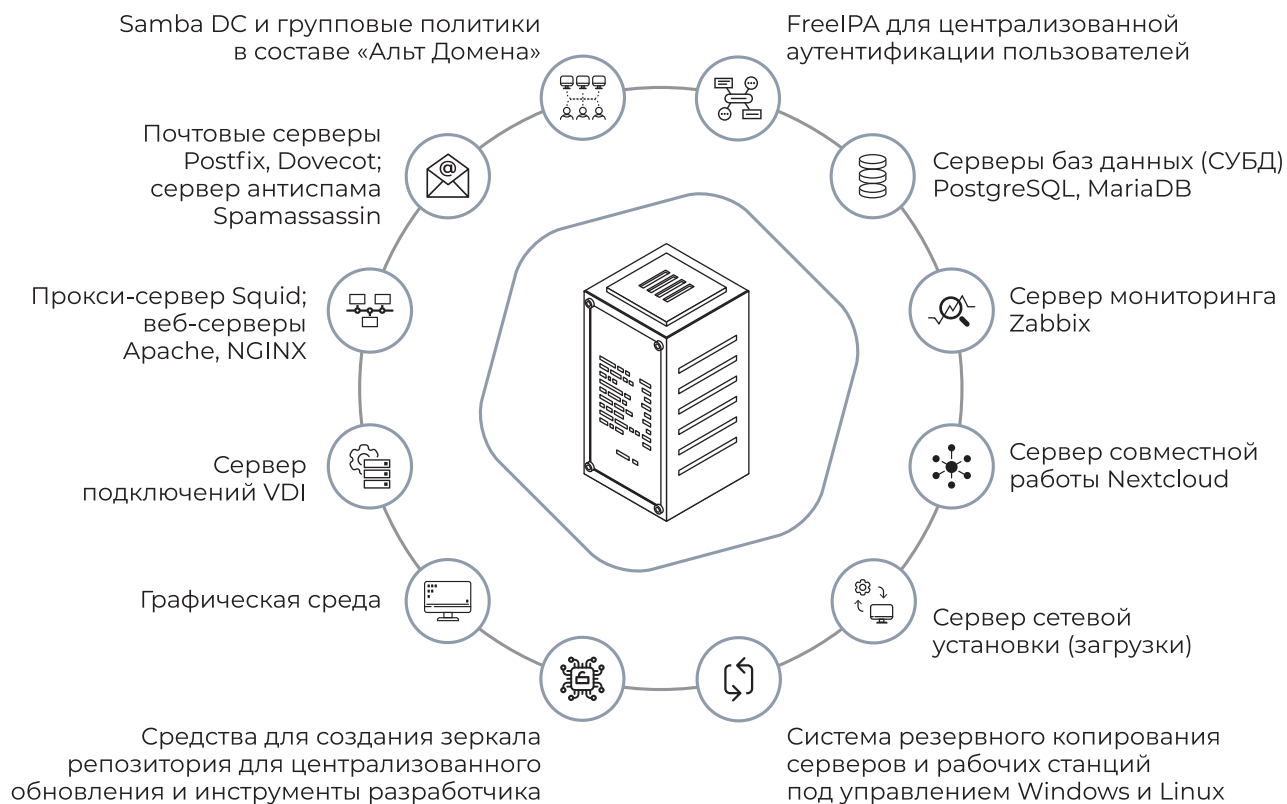 Samba DC и групповые политики
в составе «Альт Домена»
FreeIPA для централизованной
аутентификации пользователей
Почтовые серверы
Postfix, Dovecot;
сервер антиспама
Spamassassin
Серверы баз данных (СУБД)
PostgreSQL, MariaDB
Прокси-сервер Squid;
веб-серверы
Apache, NGINX
Сервер мониторинга
Zabbix
Сервер
подключений VDI
Сервер совместной
работы Nextcloud
Графическая среда
Сервер сетевой
установки (загрузки)
Средства для создания зеркала
репозитория для централизованного
обновления и инструменты разработчика
Система резервного копирования
серверов и рабочих станций
под управлением Windows и Linux